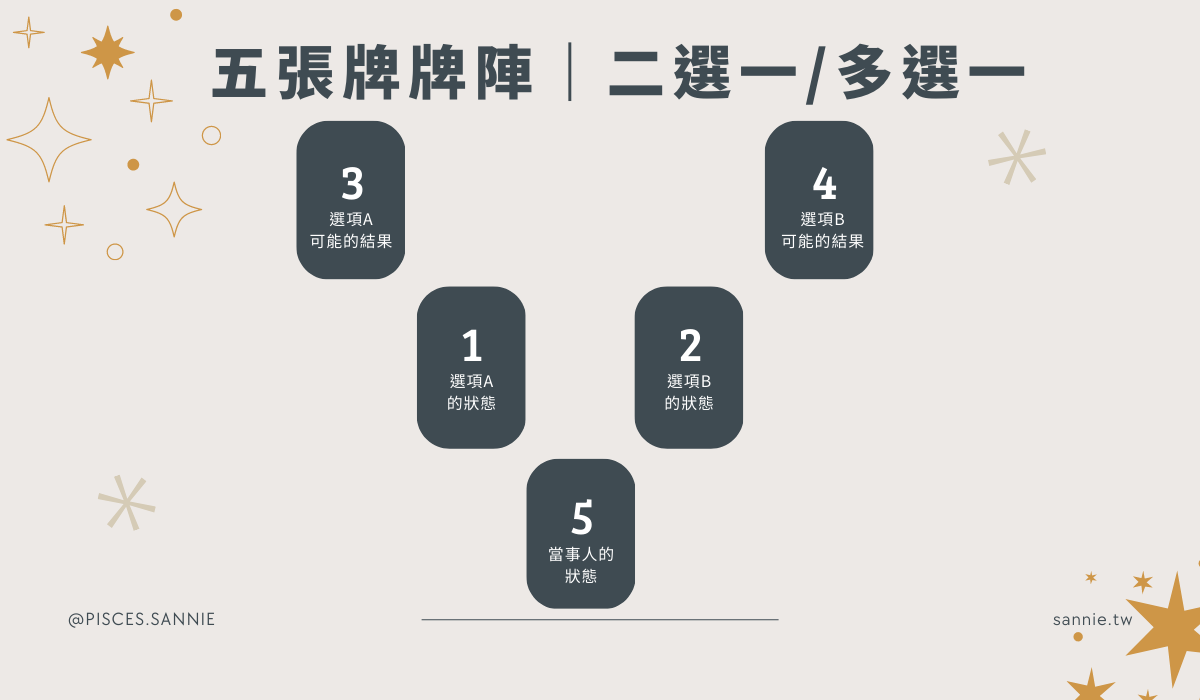 五張牌牌陣｜二選一/多選一
3
選項A
可能的結果
4
選項B
可能的結果
1
選項A
的狀態
2
選項B
的狀態
5
當事人的
狀態
@PISCES.SANNIE
sannie.tw